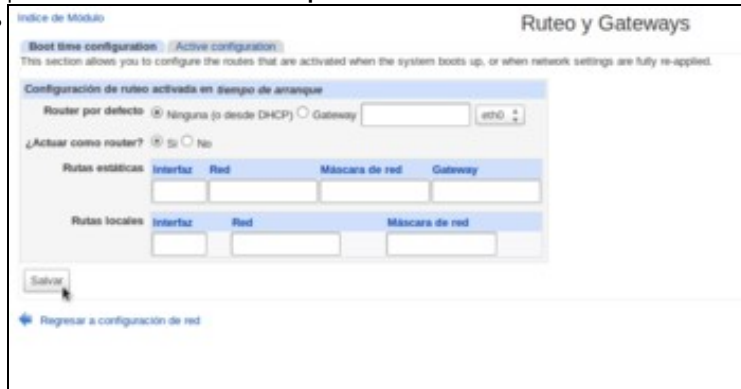 Indice de Módulo
Ruteo y Gateways
Boot time configuration Active configuration
This section allows you to configure the routes that are activated when the system boots up, or when network settings are fully re-applied.
Configuración de ruteo activada en tiempo de arranque
Router por defecto Ninguna (o desde DHCP) Gateway eth0
¿Actuar como router? Si No
Rutas estáticas Interfaz Red Máscara de red Gateway
Rutas locales Interfaz Red Máscara de red
Salvar
Regresar a configuración de red